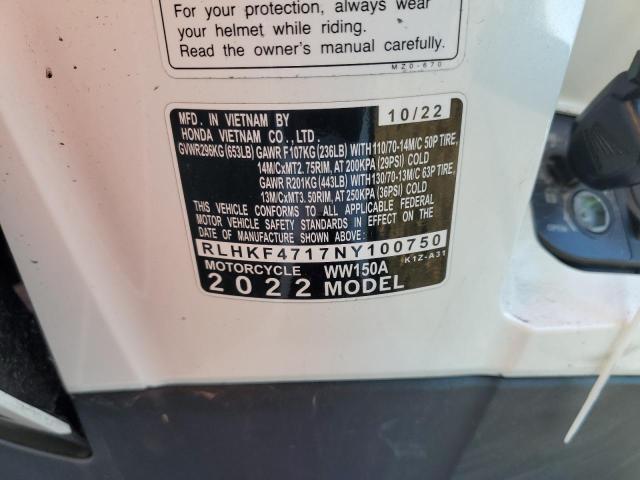 For your protection, always wear
your helmet while riding.
Read the owner's manual carefully.
MZ0-670
MFD. IN VIETNAM BY 10/22
HONDA VIETNAM CO., LTD.
GVWR296KG (653LB) GAWR F107KG (236LB) WITH 110/70-14M/C 50P TIRE,
14M/CxMT2.75RIM, AT 200KPA (29PSI) COLD
GAWR R201KG (443LB) WITH 130/70-13M/C 63P TIRE,
13M/CxMT3.50RIM, AT 250KPA (36PSI) COLD
THIS VEHICLE CONFORMS TO ALL APPLICABLE FEDERAL
MOTOR VEHICLE SAFETY STANDARDS IN EFFECT ON THE
DATE OF MANUFACTURE SHOWN ABOVE.
RLHKF4717NY100750
MOTORCYCLE WW150A K1Z-A31
2022 MODEL